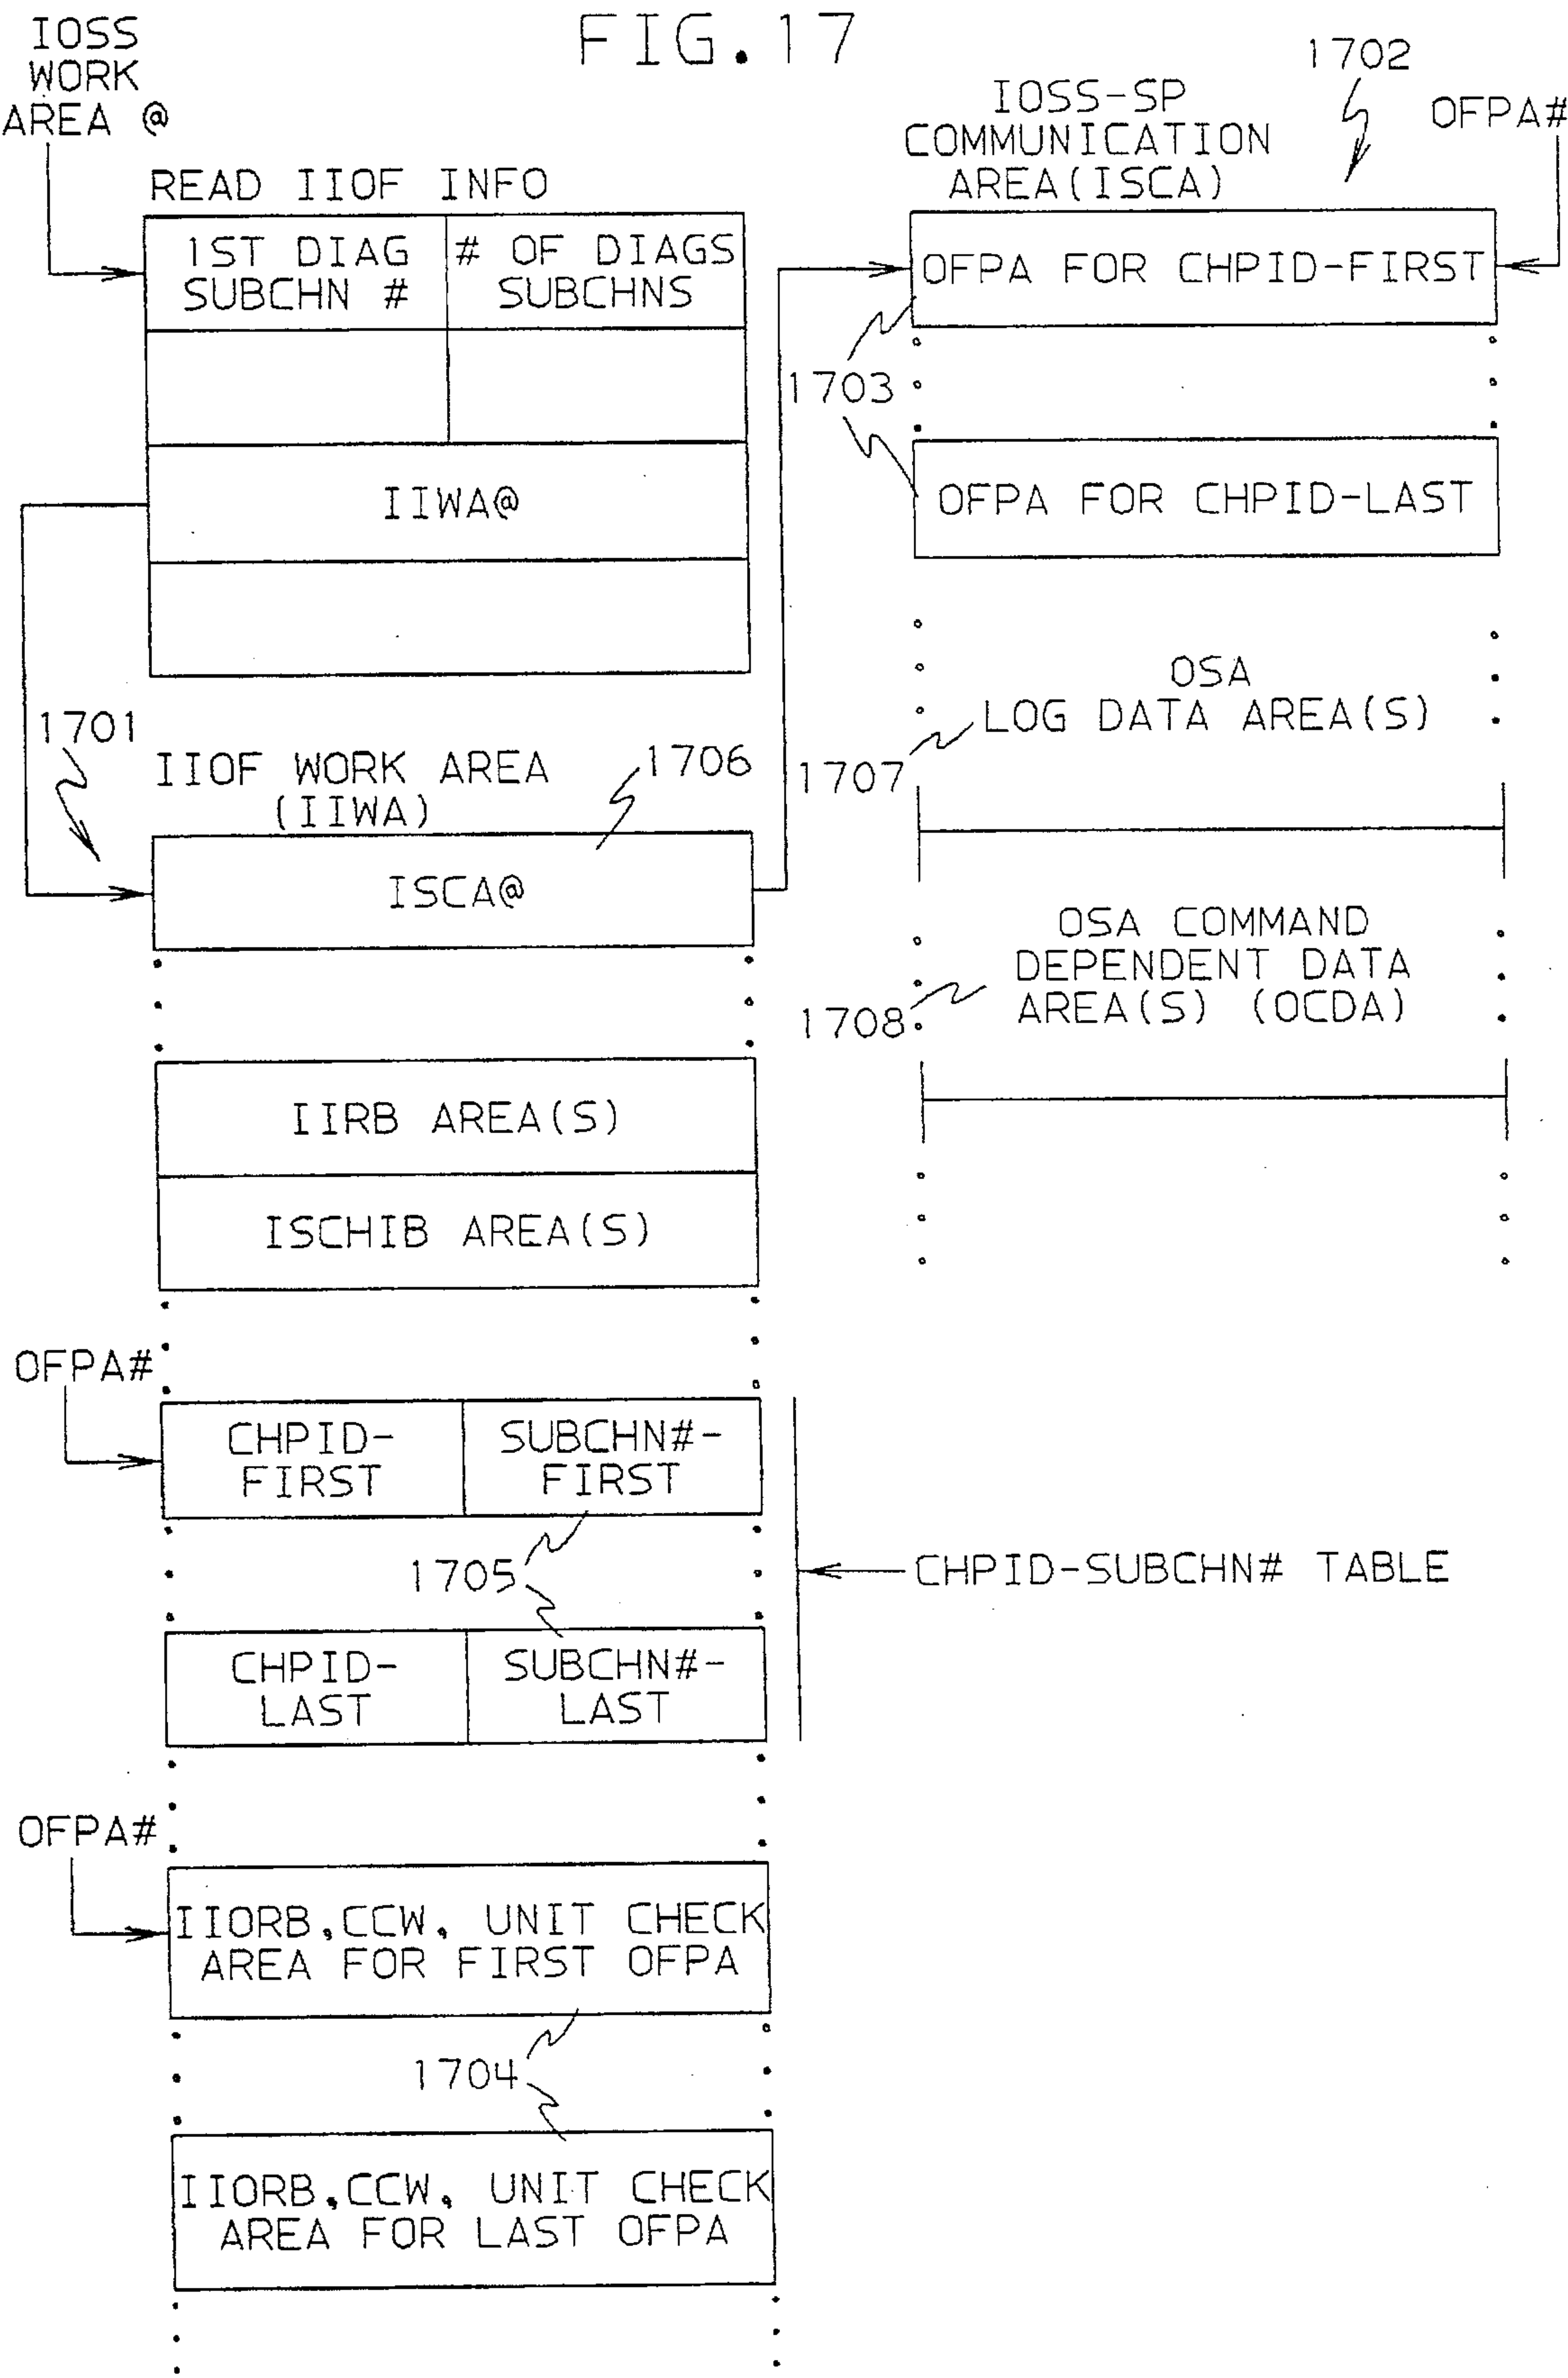 FIG.17
IOSS
WORK
AREA @
READ IIOF INFO
1ST DIAG
SUBCHN #
# OF DIAGS
SUBCHNS
IIWA@
1701
IIOF WORK AREA
(IIWA)
1706
ISCA@
IIRB AREA(S)
ISCHIB AREA(S)
OFPA#
CHPID-
FIRST
SUBCHN#-
FIRST
1705
CHPID-SUBCHN# TABLE
CHPID-
LAST
SUBCHN#-
LAST
OFPA#
IIORB,CCW, UNIT CHECK
AREA FOR FIRST OFPA
1704
IIORB,CCW, UNIT CHECK
AREA FOR LAST OFPA
1702
IOSS-SP
COMMUNICATION
AREA(ISCA)
OFPA#
OFPA FOR CHPID-FIRST
1703
OFPA FOR CHPID-LAST
OSA
LOG DATA AREA(S)
1707
OSA COMMAND
DEPENDENT DATA
AREA(S) (OCDA)
1708